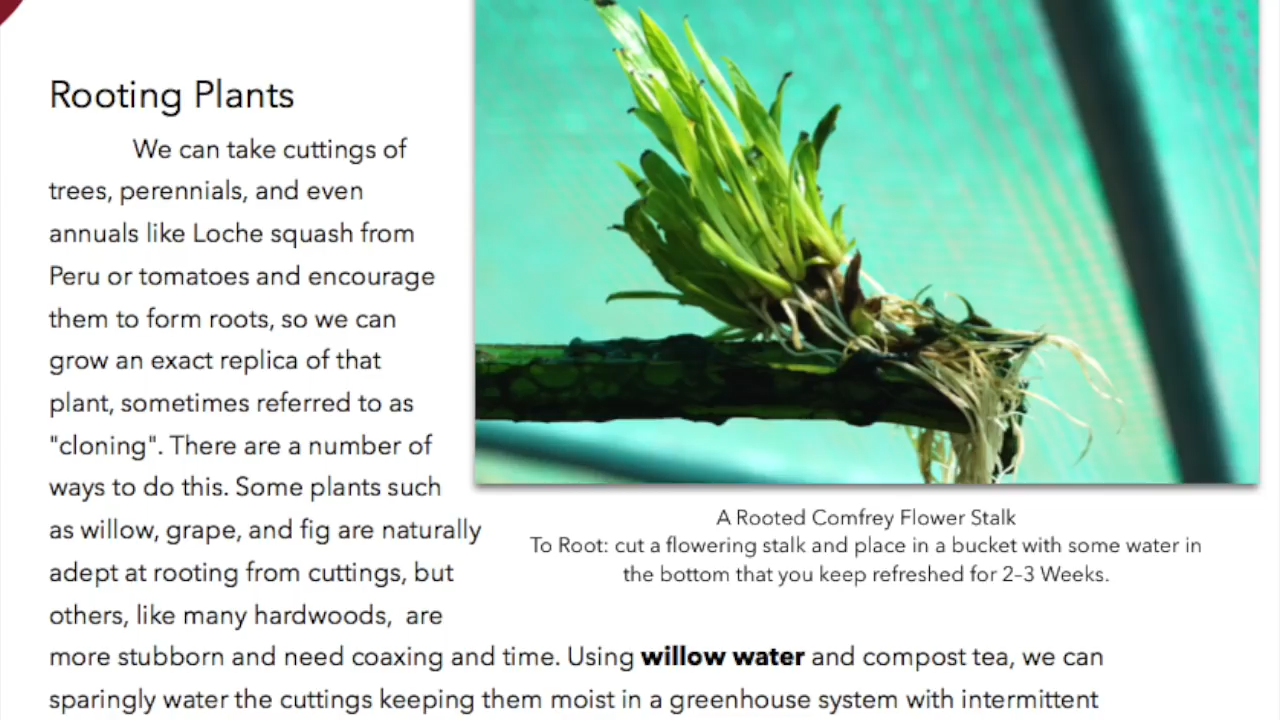 Rooting Plants
We can take cuttings of
trees, perennials, and even
annuals like Loche squash from
Peru or tomatoes and encourage
them to form roots, so we can
grow an exact replica of that
plant, sometimes referred to as
"cloning". There are a number of
ways to do this. Some plants such
as willow, grape, and fig are naturally
adept at rooting from cuttings, but
others, like many hardwoods,  are
more stubborn and need coaxing and time. Using willow water and compost tea, we can
sparingly water the cuttings keeping them moist in a greenhouse system with intermittent
A Rooted Comfrey Flower Stalk
To Root: cut a flowering stalk and place in a bucket with some water in
the bottom that you keep refreshed for 2-3 Weeks.